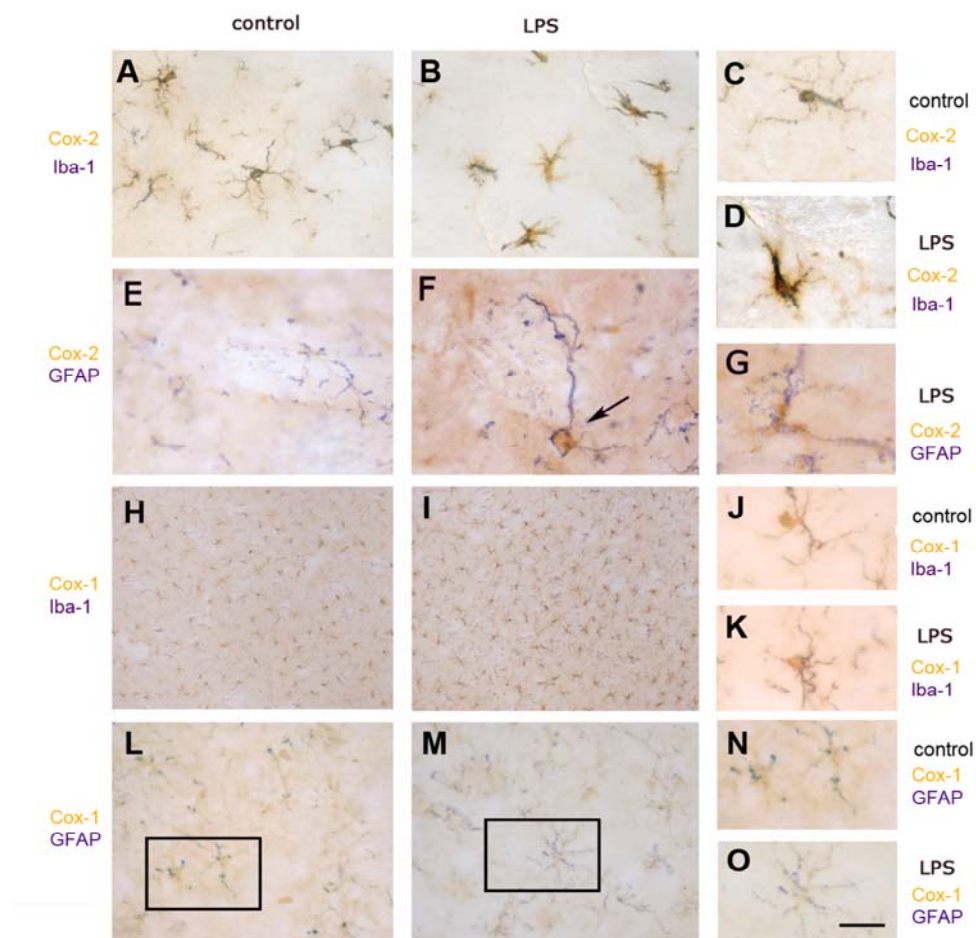 control LPS
A B C control
Cox-2
Iba-1
Cox-2
Iba-1
D LPS
Cox-2
Iba-1
E F
Cox-2
GFAP
G LPS
Cox-2
GFAP
H I J control
Cox-1
Iba-1
Cox-1
Iba-1
K LPS
Cox-1
Iba-1
L M N control
Cox-1
GFAP
Cox-1
GFAP
O LPS
Cox-1
GFAP